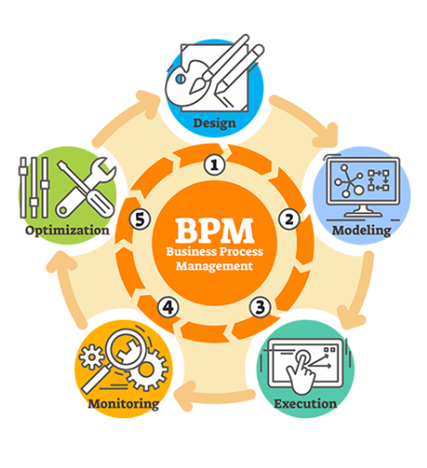 Design
1
Modeling
2
Execution
3
Monitoring
4
Optimization
5
BPM
Business Process
Management